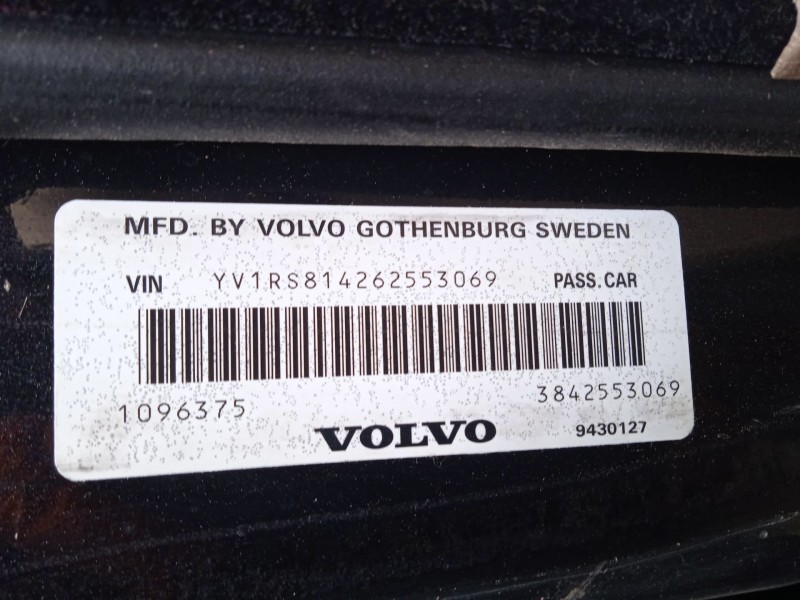 MFD. BY VOLVO GOTHENBURG SWEDEN
VIN YV1RS814262553069 PASS.CAR
1096375 3842553069
VOLVO 9430127